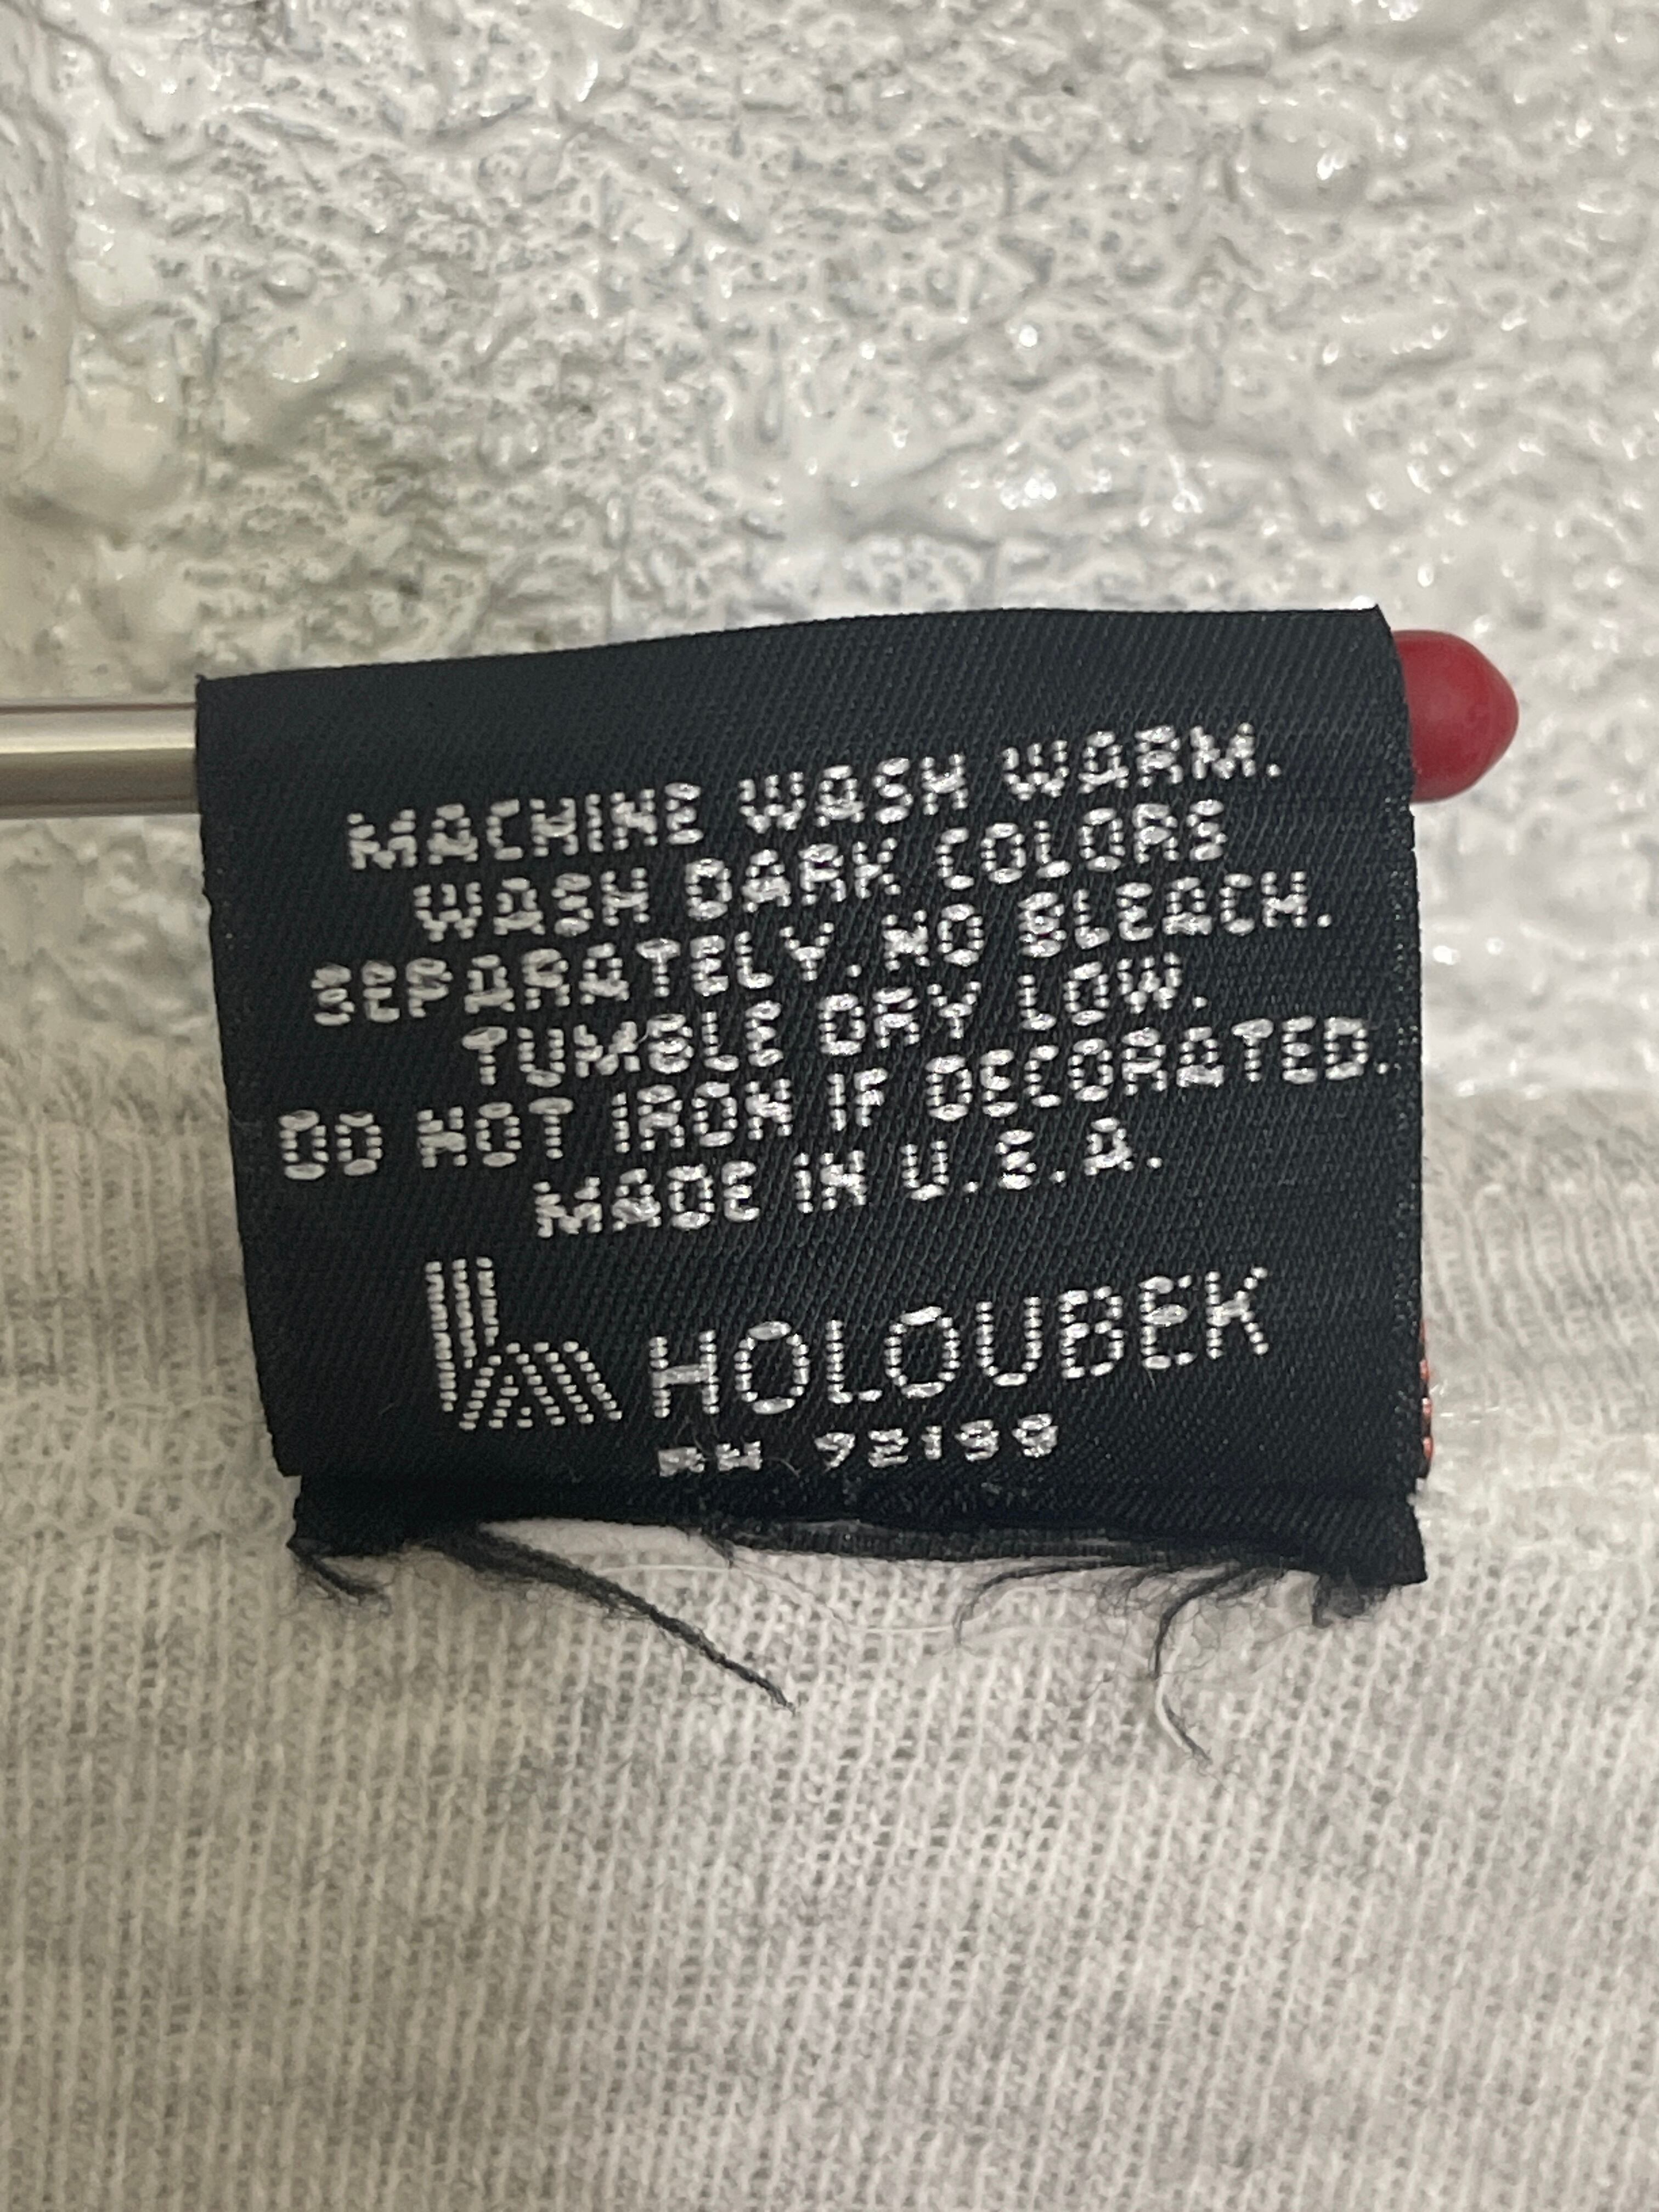 MACHINE WASH WARM.
WASH DARK COLORS
SEPARATELY. NO BLEACH.
TUMBLE DRY LOW.
DO NOT IRON IF DECORATED.
MADE IN U.S.A.
HOLOUBEK
RN 72199